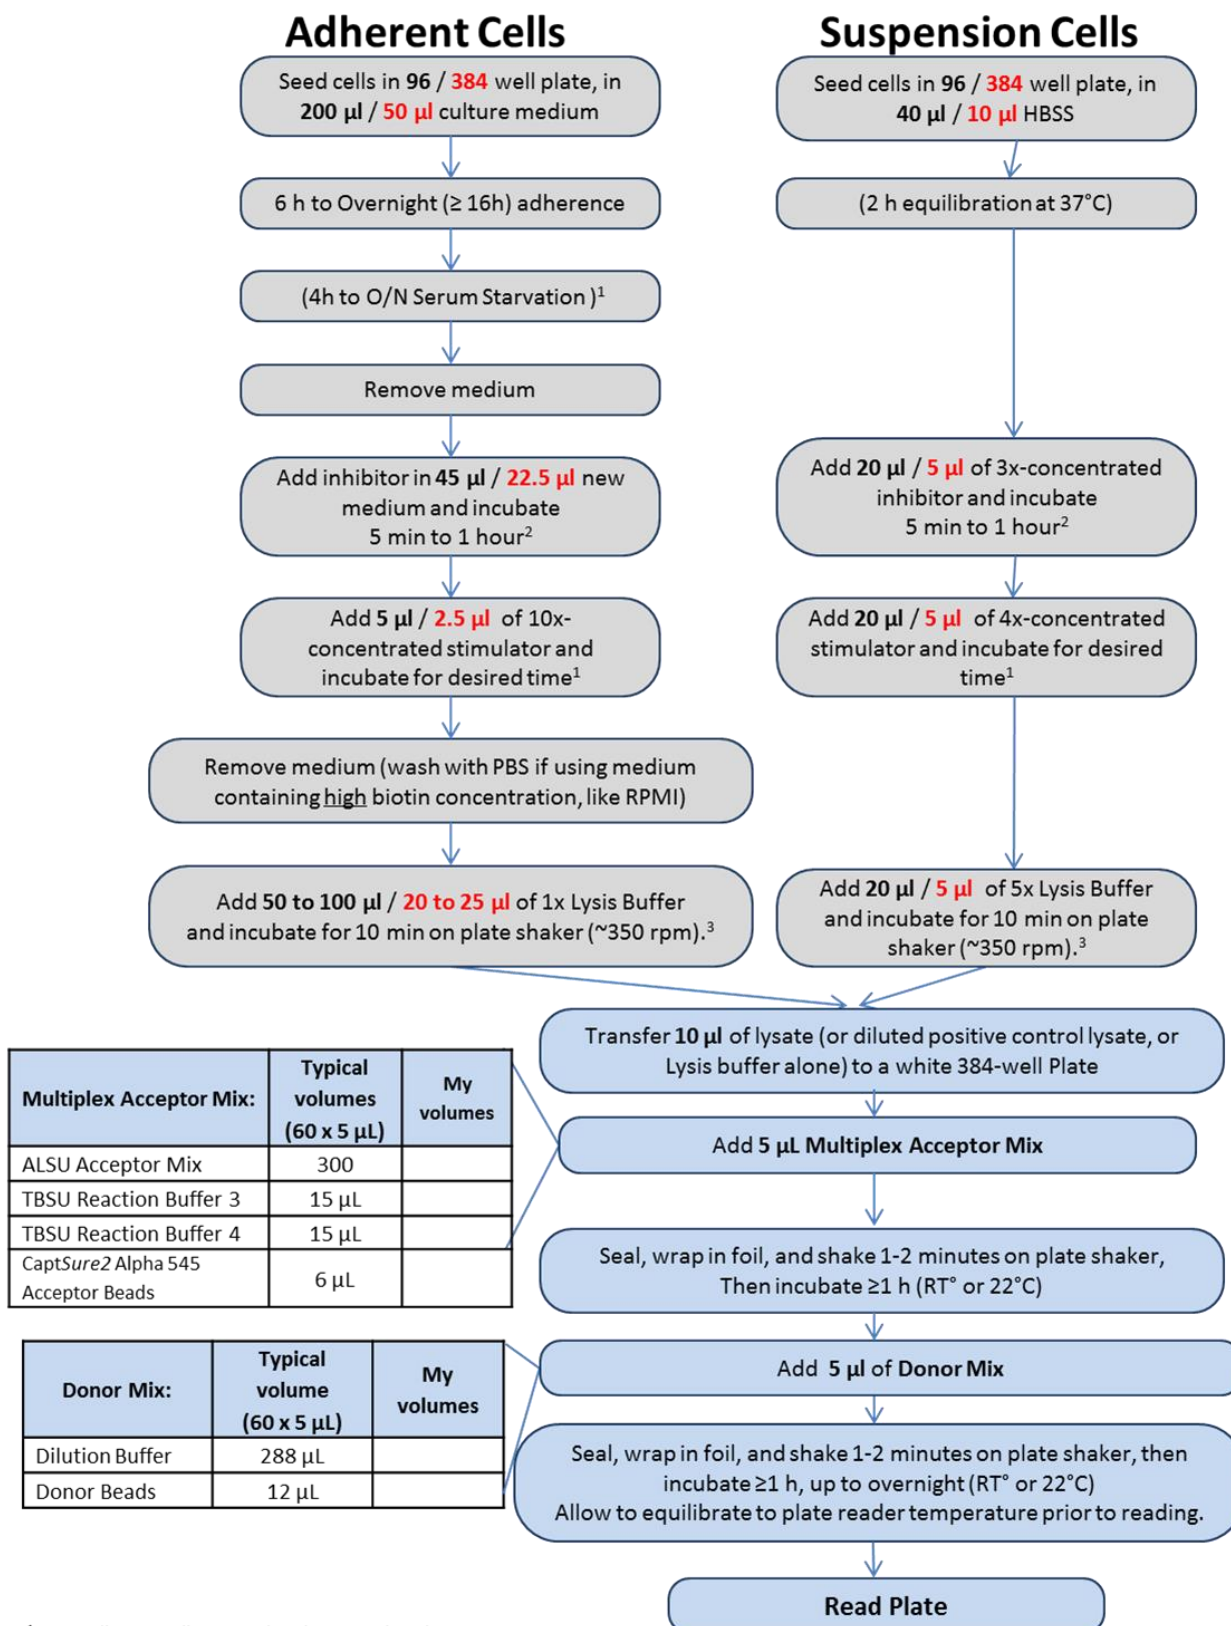 Adherent Cells
Seed cells in 96 / 384 well plate, in
200 µl / 50 µl culture medium
6 h to Overnight (≥ 16h) adherence
(4h to O/N Serum Starvation )¹
Remove medium
Add inhibitor in 45 µl / 22.5 µl new
medium and incubate
5 min to 1 hour²
Add 5 µl / 2.5 µl of 10x-
concentrated stimulator and
incubate for desired time¹
Remove medium (wash with PBS if using medium
containing high biotin concentration, like RPMI)
Add 50 to 100 µl / 20 to 25 µl of 1x Lysis Buffer
and incubate for 10 min on plate shaker (~350 rpm).³
Suspension Cells
Seed cells in 96 / 384 well plate, in
40 µl / 10 µl HBSS
(2 h equilibration at 37°C)
Add 20 µl / 5 µl of 3x-concentrated
inhibitor and incubate
5 min to 1 hour²
Add 20 µl / 5 µl of 4x-concentrated
stimulator and incubate for desired
time¹
Add 20 µl / 5 µl of 5x Lysis Buffer
and incubate for 10 min on plate
shaker (~350 rpm).³
Transfer 10 µl of lysate (or diluted positive control lysate, or
Lysis buffer alone) to a white 384-well Plate
Add 5 µL Multiplex Acceptor Mix
Seal, wrap in foil, and shake 1-2 minutes on plate shaker,
Then incubate ≥1 h (RT° or 22°C)
Add 5 µl of Donor Mix
Seal, wrap in foil, and shake 1-2 minutes on plate shaker, then
incubate ≥1 h, up to overnight (RT° or 22°C)
Allow to equilibrate to plate reader temperature prior to reading.
Read Plate
Multiplex Acceptor Mix:
Typical
volumes
(60 x 5 µL)
My
volumes
ALSU Acceptor Mix
300
TBSU Reaction Buffer 3
15 µL
TBSU Reaction Buffer 4
15 µL
CaptSure2 Alpha 545
Acceptor Beads
6 µL
Donor Mix:
Typical
volume
(60 x 5 µL)
My
volumes
Dilution Buffer
288 µL
Donor Beads
12 µL